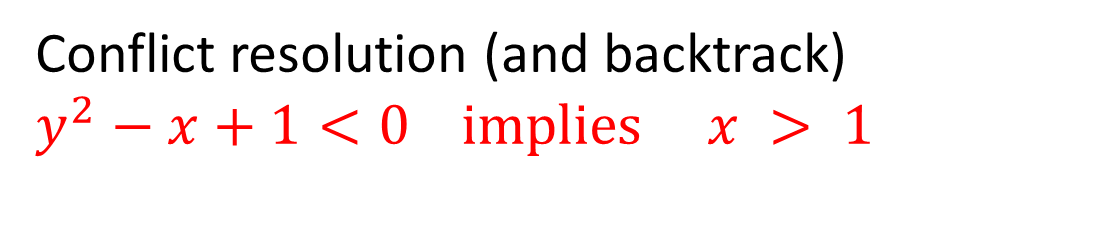 Conflict resolution (and backtrack)
y² − x + 1 < 0 implies x > 1